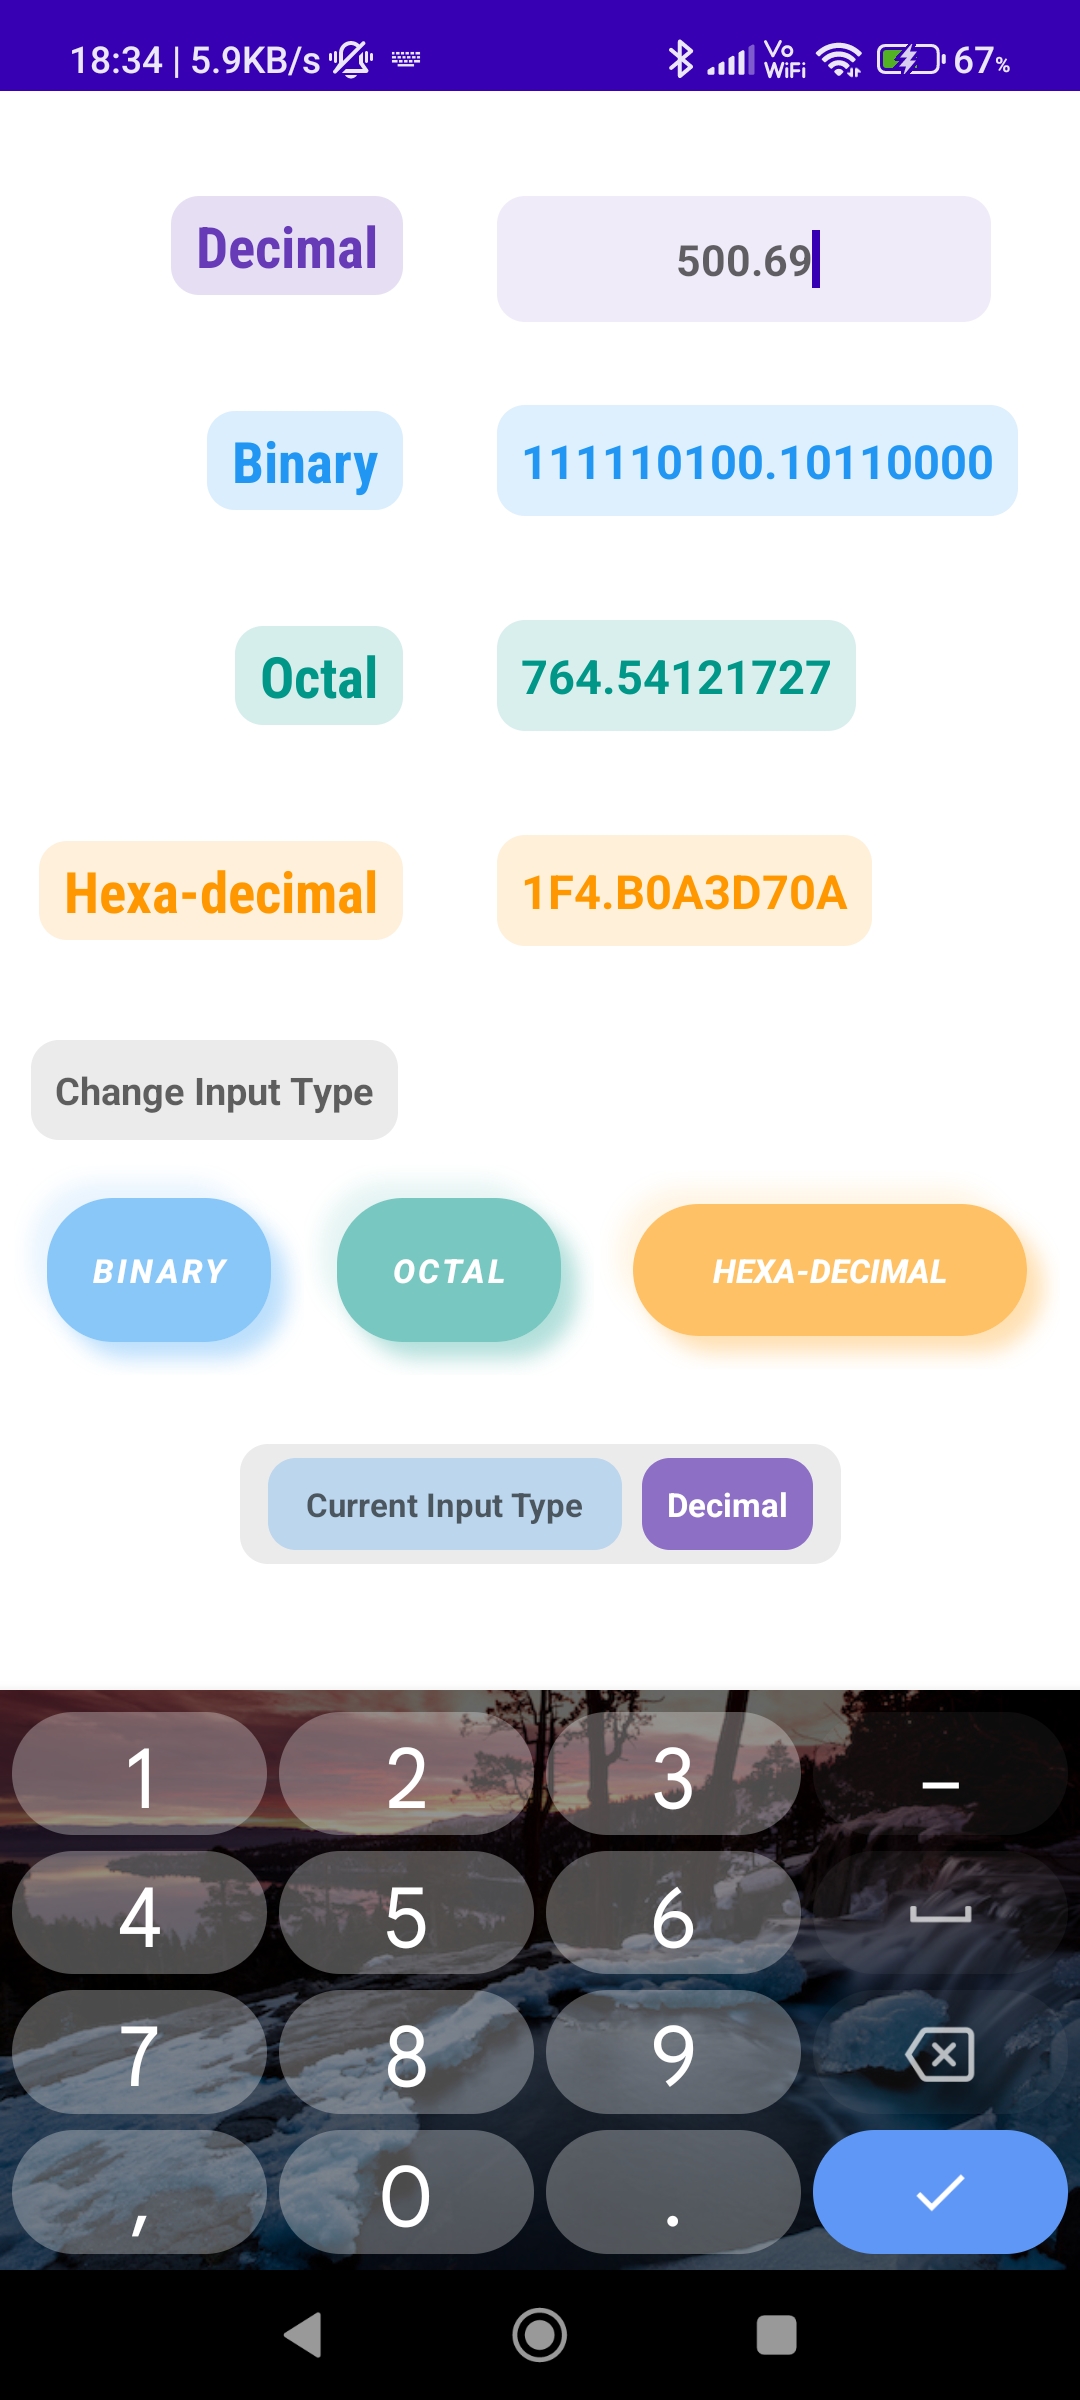 18:34 | 5.9KB/s Vo WiFi 67%
Decimal 500.69
Binary 111110100.10110000
Octal 764.54121727
Hexa-decimal 1F4.B0A3D70A
Change Input Type
BINARY OCTAL HEXA-DECIMAL
Current Input Type Decimal
1 2 3 –
4 5 6
7 8 9
, 0 .